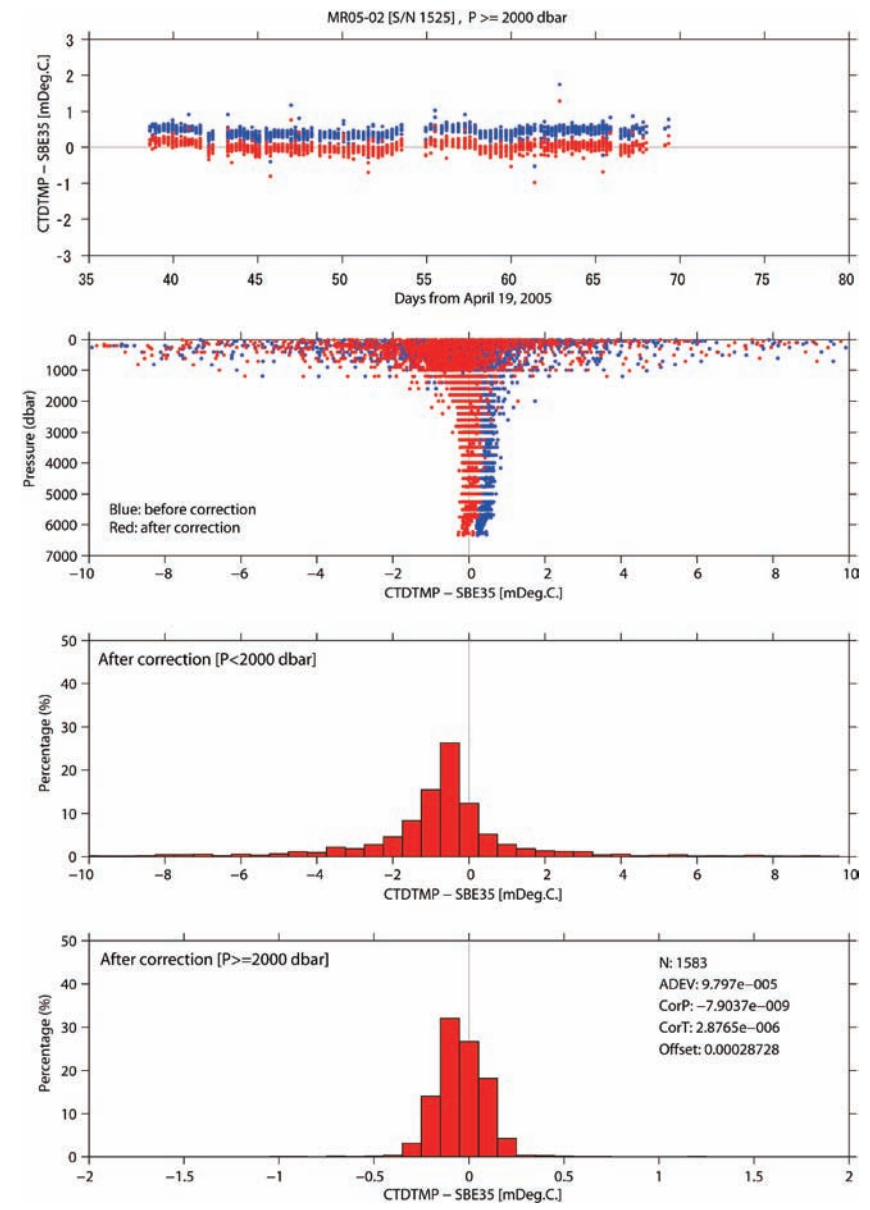 MR05-02 [S/N 1525] , P >= 2000 dbar
CTDTMP – SBE35 [mDeg.C.]
3
2
1
0
-1
-2
-3
35 40 45 50 55 60 65 70 75 80
Days from April 19, 2005
Pressure (dbar)
0
1000
2000
3000
4000
5000
6000
7000
Blue: before correction
Red: after correction
−10 −8 −6 −4 −2 0 2 4 6 8 10
CTDTMP – SBE35 [mDeg.C.]
After correction [P<2000 dbar]
Percentage (%)
50
40
30
20
10
0
−10 −8 −6 −4 −2 0 2 4 6 8 10
CTDTMP – SBE35 [mDeg.C.]
After correction [P>=2000 dbar]
N: 1583
ADEV: 9.797e−005
CorP: −7.9037e−009
CorT: 2.8765e−006
Offset: 0.00028728
Percentage (%)
50
40
30
20
10
0
−2 −1.5 −1 −0.5 0 0.5 1 1.5 2
CTDTMP – SBE35 [mDeg.C.]